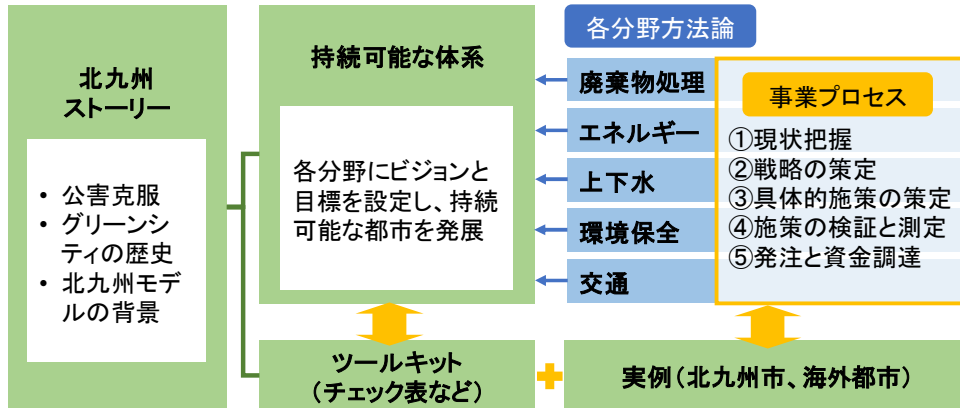 北九州
ストーリー
• 公害克服
• グリーンシ
ティの歴史
• 北九州モデ
ルの背景
持続可能な体系
各分野にビジョンと
目標を設定し、持続
可能な都市を発展
各分野方法論
廃棄物処理
エネルギー
上下水
環境保全
交通
事業プロセス
①現状把握
②戦略の策定
③具体的施策の策定
④施策の検証と測定
⑤発注と資金調達
ツールキット
（チェック表など）
実例（北九州市、海外都市）